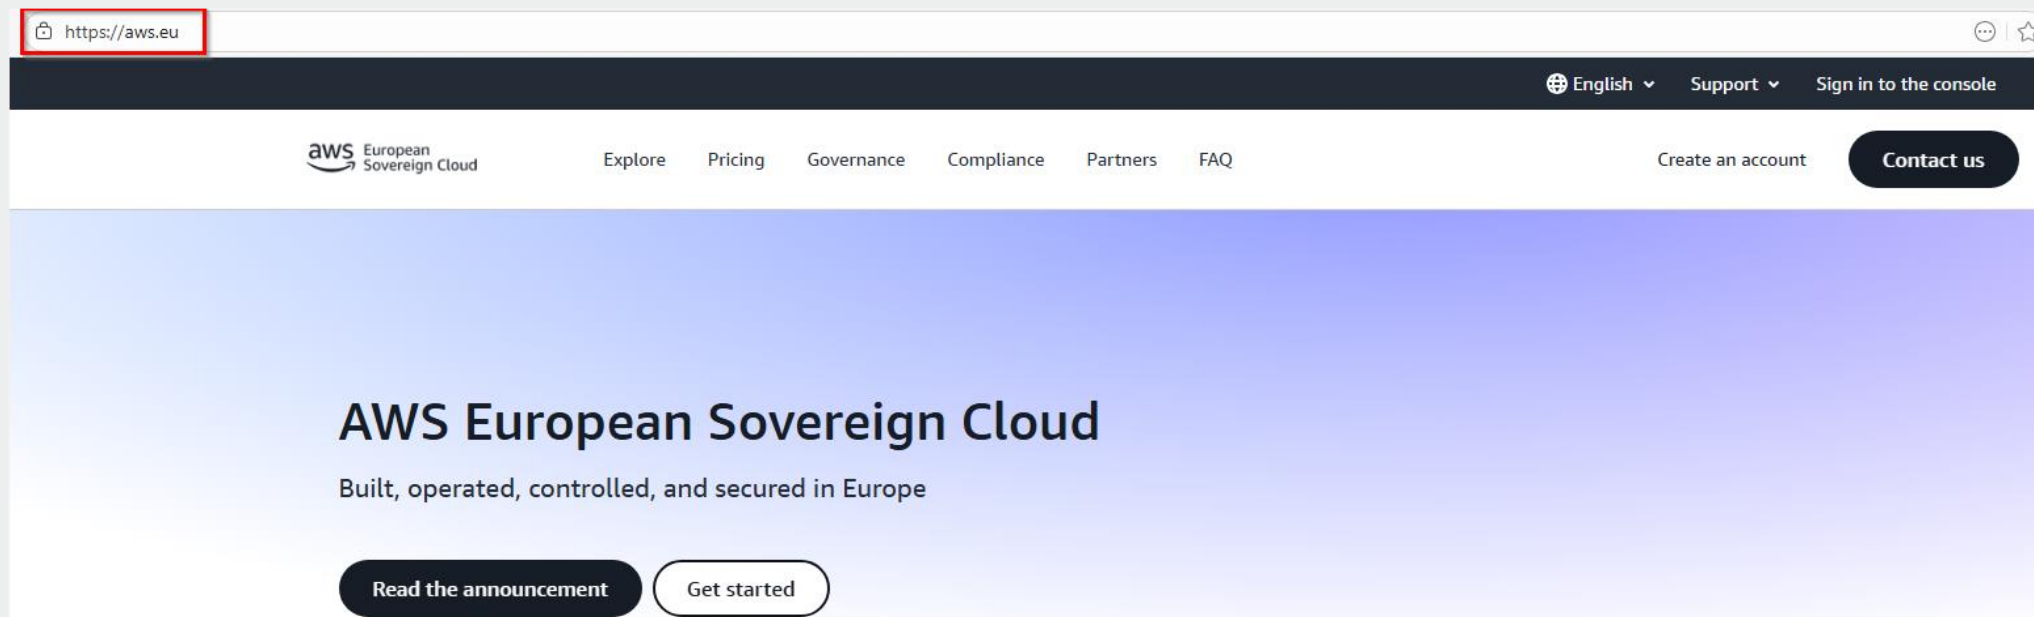 https://aws.eu
English Support Sign in to the console
aws European Sovereign Cloud Explore Pricing Governance Compliance Partners FAQ Create an account Contact us
AWS European Sovereign Cloud
Built, operated, controlled, and secured in Europe
Read the announcement Get started